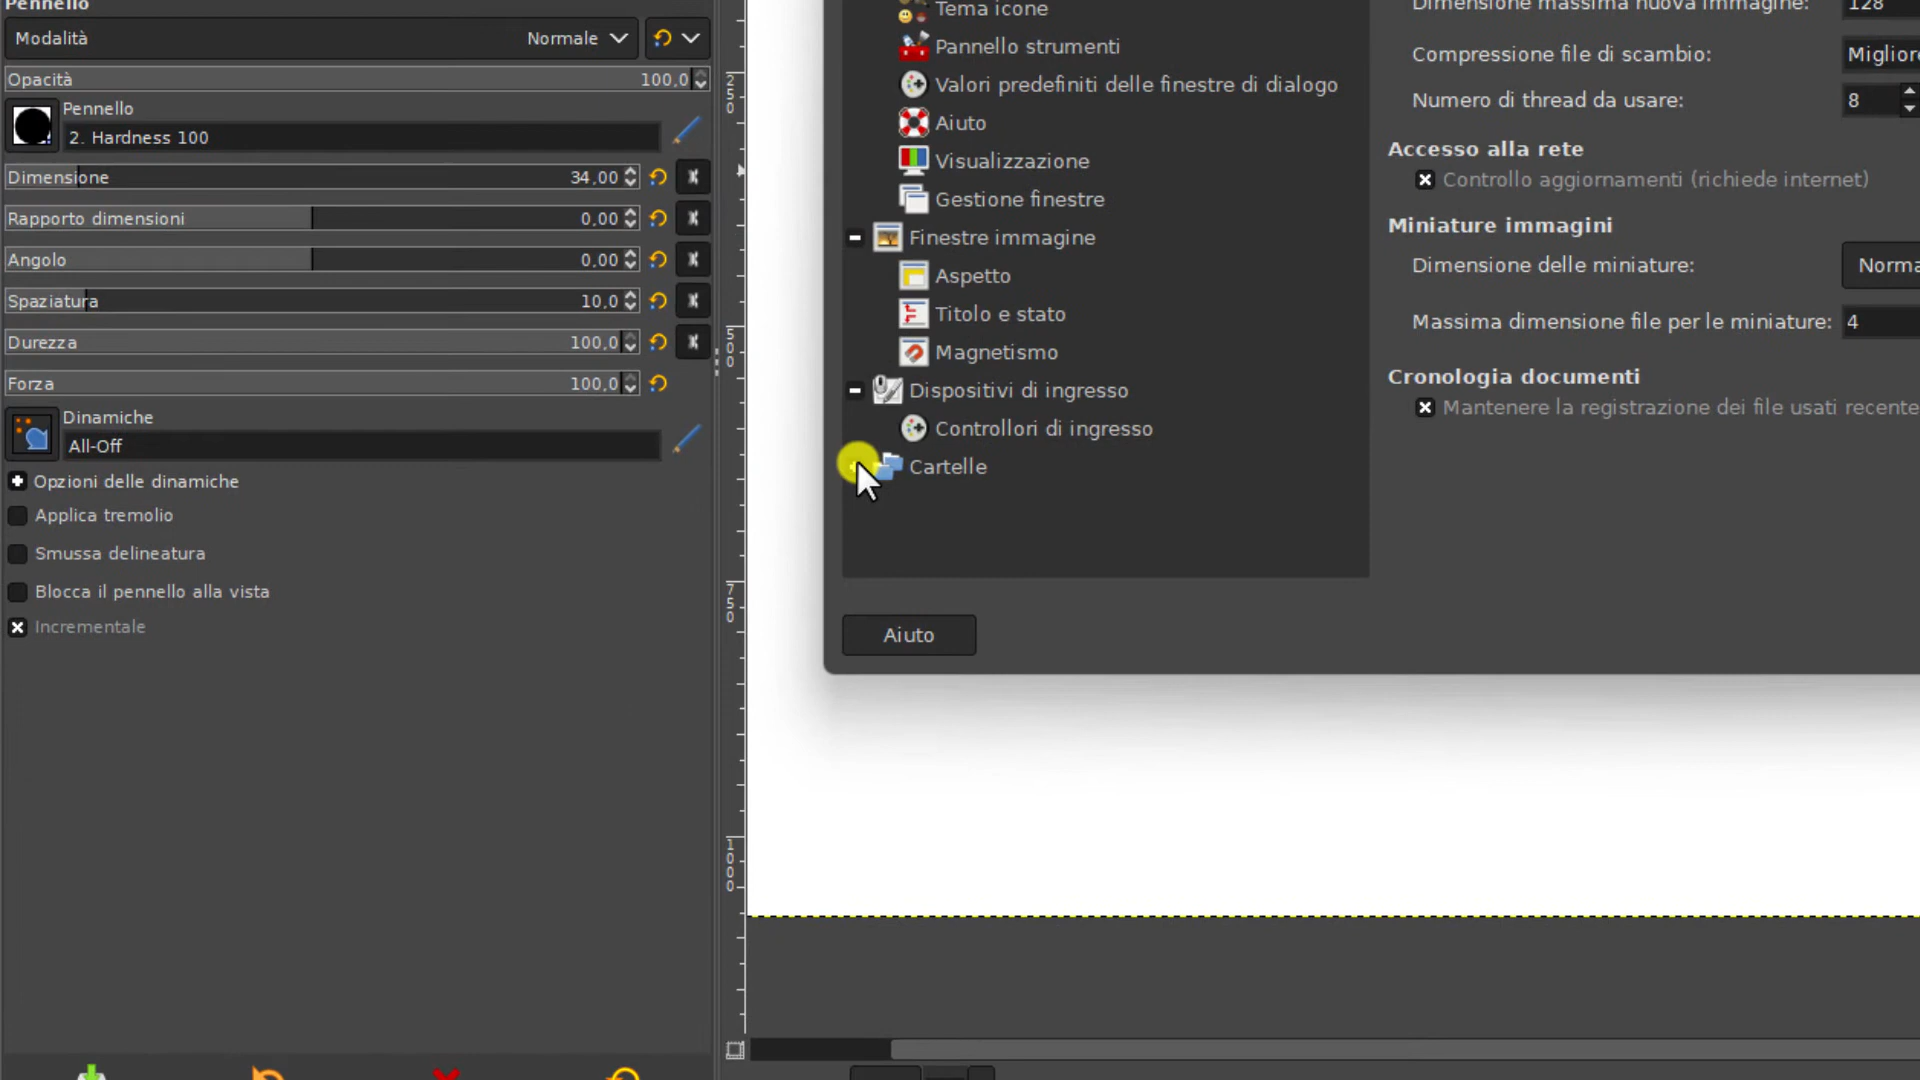 Pennello
Modalità Normale
Opacità 100,0
Pennello
2. Hardness 100
Dimensione 34,00
Rapporto dimensioni 0,00
Angolo 0,00
Spaziatura 10,0
Durezza 100,0
Forza 100,0
Dinamiche
All-Off
Opzioni delle dinamiche
Applica tremolio
Smussa delineatura
Blocca il pennello alla vista
Incrementale
250
500
750
1000
Tema icone
Pannello strumenti
Valori predefiniti delle finestre di dialogo
Aiuto
Visualizzazione
Gestione finestre
Finestre immagine
Aspetto
Titolo e stato
Magnetismo
Dispositivi di ingresso
Controllori di ingresso
Cartelle
Aiuto
Dimensione massima nuova immagine: 128
Compressione file di scambio: Migliore
Numero di thread da usare: 8
Accesso alla rete
Controllo aggiornamenti (richiede internet)
Miniature immagini
Dimensione delle miniature: Norma
Massima dimensione file per le miniature: 4
Cronologia documenti
Mantenere la registrazione dei file usati recente